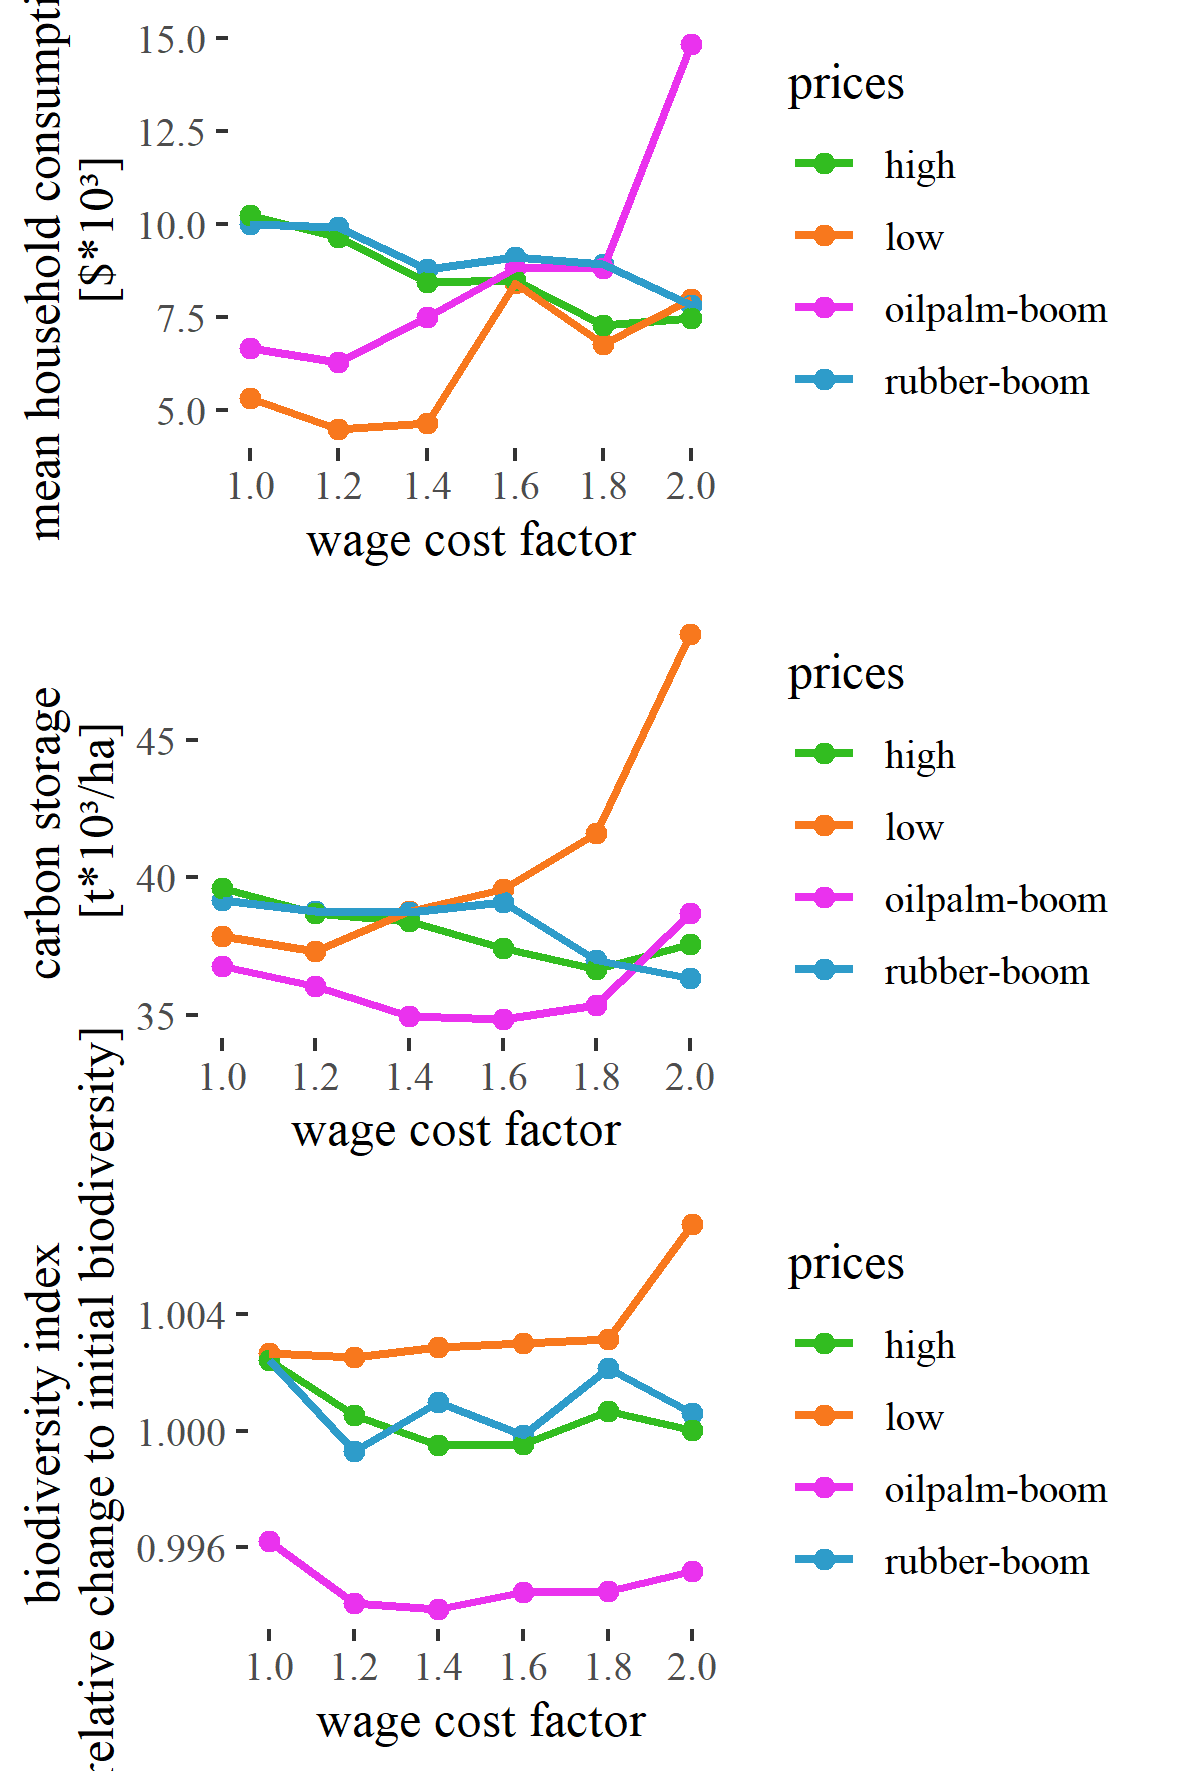 mean household consumpti
[$*10³]
15.0
12.5
10.0
7.5
5.0
1.0 1.2 1.4 1.6 1.8 2.0
wage cost factor
prices
high
low
oilpalm-boom
rubber-boom
carbon storage
[t*10³/ha]
45
40
35
1.0 1.2 1.4 1.6 1.8 2.0
wage cost factor
prices
high
low
oilpalm-boom
rubber-boom
biodiversity index
relative change to initial biodiversity]
1.004
1.000
0.996
1.0 1.2 1.4 1.6 1.8 2.0
wage cost factor
prices
high
low
oilpalm-boom
rubber-boom